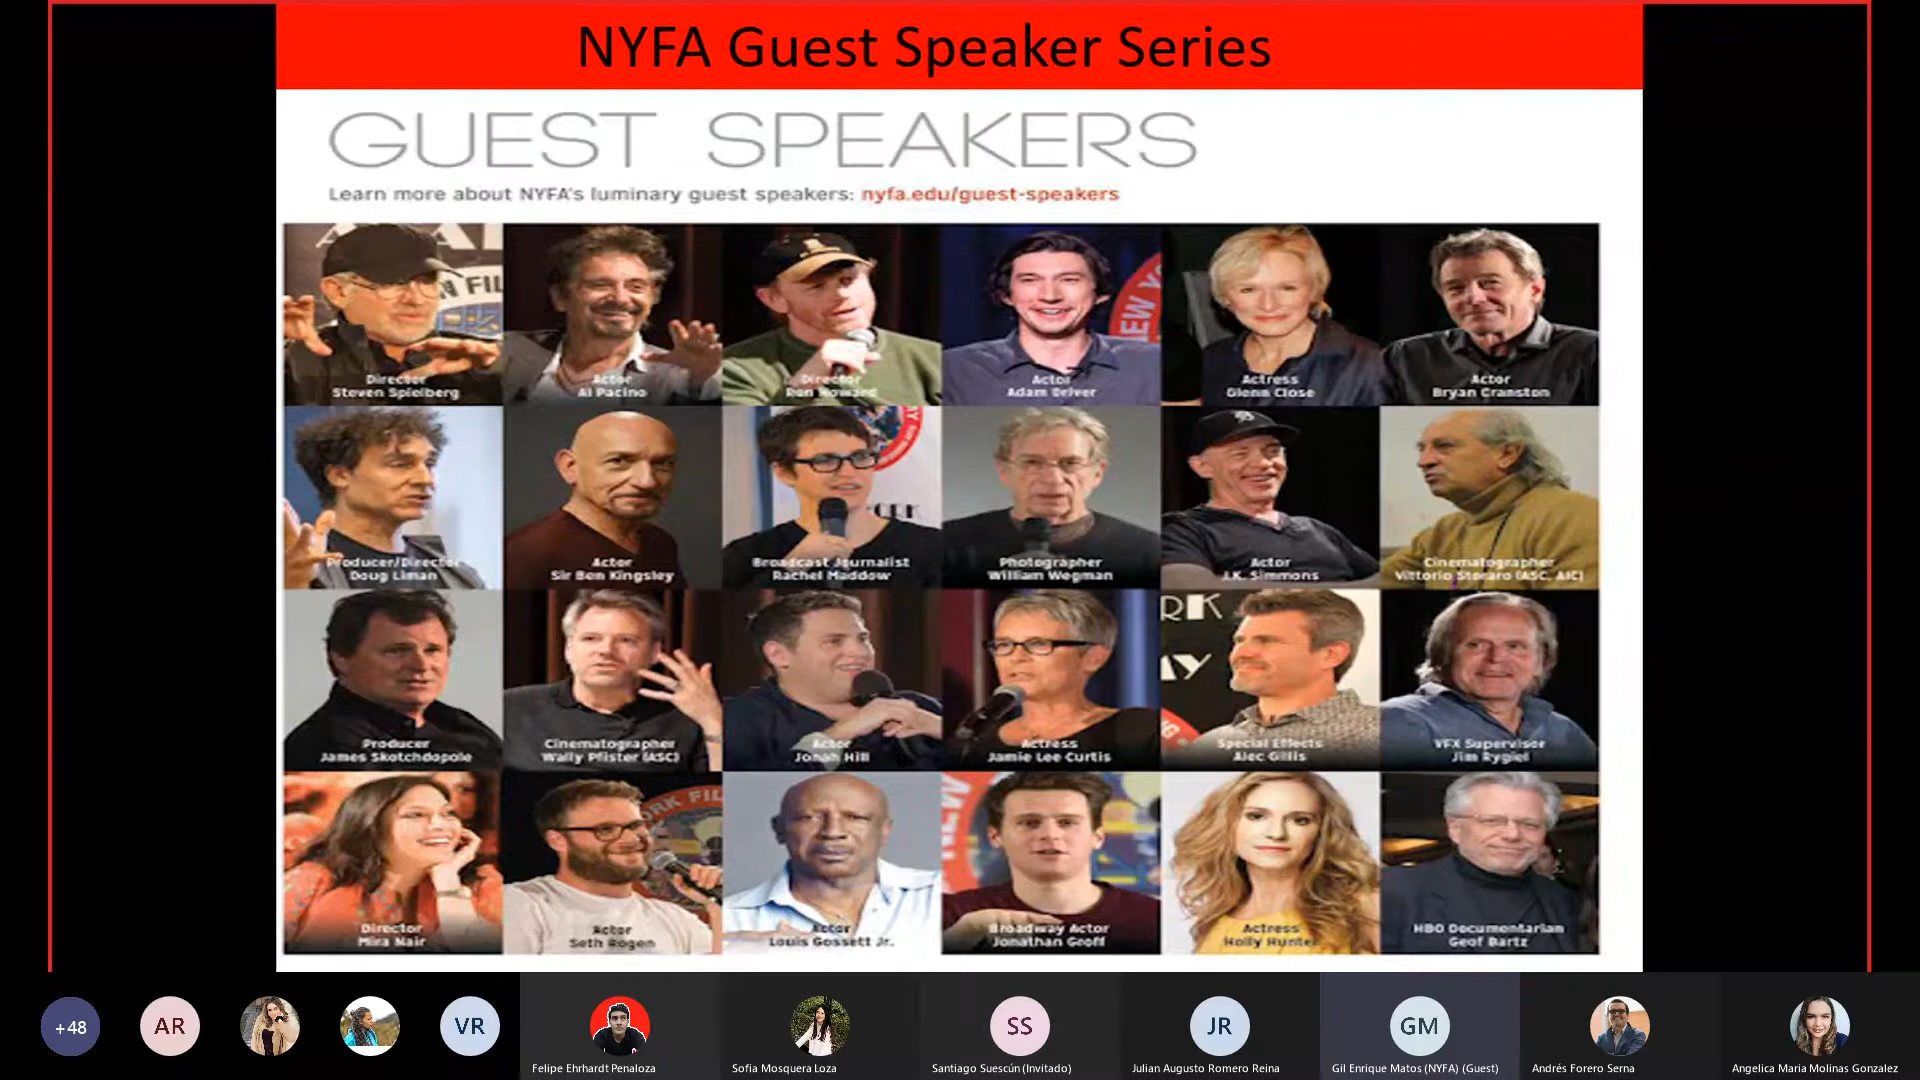 NYFA Guest Speaker Series
GUEST SPEAKERS
Learn more about NYFA's luminary guest speakers: nyfa.edu/guest-speakers
Director
Steven Spielberg
Actor
Al Pacino
Director
Ron Howard
Actor
Adam Driver
Actress
Glenn Close
Actor
Bryan Cranston
Producer/Director
Doug Liman
Actor
Sir Ben Kingsley
Broadcast Journalist
Rachel Maddow
Photographer
William Wegman
Actor
J.K. Simmons
Cinematographer
Vittorio Storaro (ASC, AIC)
Producer
James Skotchdopole
Cinematographer
Wally Pfister (ASC)
Actor
Jonah Hill
Actress
Jamie Lee Curtis
Special Effects
Alec Gillis
VFX Supervisor
Jim Rygiel
Director
Mira Nair
Actor
Seth Rogen
Actor
Louis Gossett Jr.
Broadway Actor
Jonathan Groff
Actress
Holly Hunter
HBO Documentarian
Geof Bartz
+48
AR
VR
SS
JR
GM
Felipe Ehrhardt Penaloza
Sofia Mosquera Loza
Santiago Suescún (Invitado)
Julian Augusto Romero Reina
Gil Enrique Matos (NYFA) (Guest)
Andrés Forero Serna
Angelica Maria Molinas Gonzalez